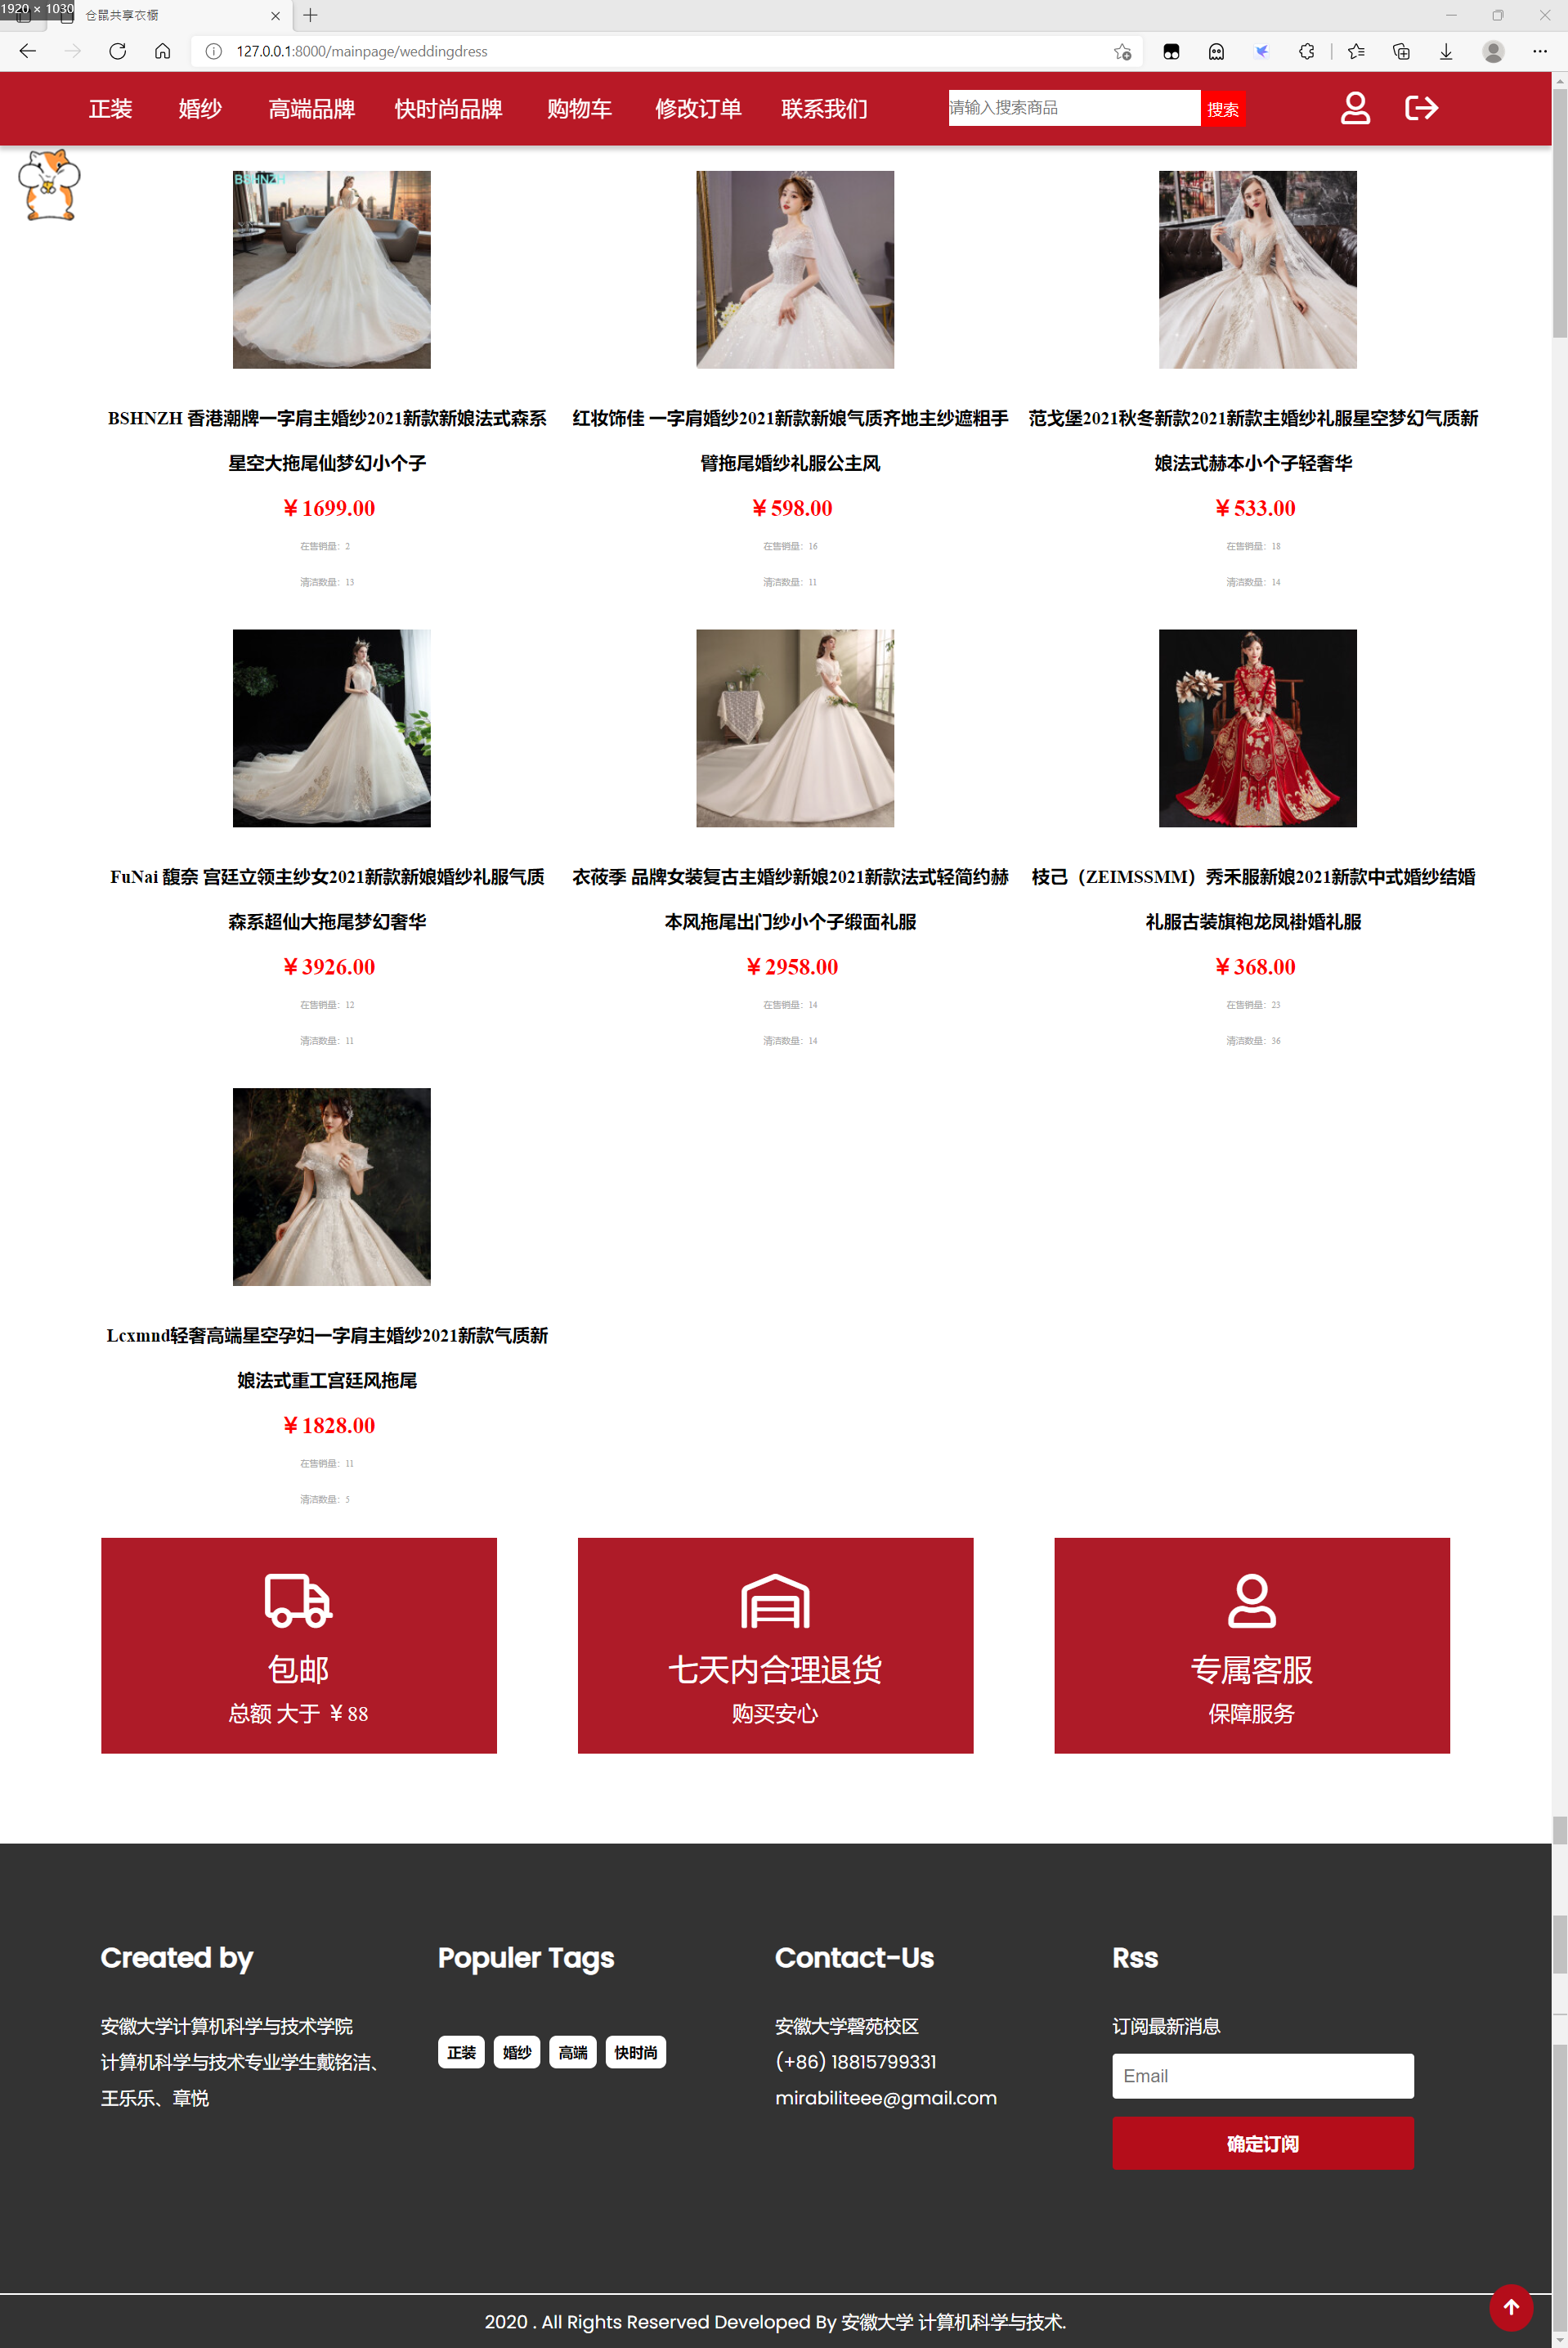 1920 × 1030
仓鼠共享衣橱
127.0.0.1:8000/mainpage/weddingdress
正装 婚纱 高端品牌 快时尚品牌 购物车 修改订单 联系我们 请输入搜索商品 搜索
BSHNZH
BSHNZH 香港潮牌一字肩主婚纱2021新款新娘法式森系
星空大拖尾仙梦幻小个子
￥1699.00
在售销量：2
清洁数量：13
红妆饰佳 一字肩婚纱2021新款新娘气质齐地主纱遮粗手
臂拖尾婚纱礼服公主风
￥598.00
在售销量：16
清洁数量：11
范戈堡2021秋冬新款2021新款主婚纱礼服星空梦幻气质新
娘法式赫本小个子轻奢华
￥533.00
在售销量：18
清洁数量：14
FuNai 馥奈 宫廷立领主纱女2021新款新娘婚纱礼服气质
森系超仙大拖尾梦幻奢华
￥3926.00
在售销量：12
清洁数量：11
衣莜季 品牌女装复古主婚纱新娘2021新款法式轻简约赫
本风拖尾出门纱小个子缎面礼服
￥2958.00
在售销量：14
清洁数量：14
枝己（ZEIMSSMM）秀禾服新娘2021新款中式婚纱结婚
礼服古装旗袍龙凤褂婚礼服
￥368.00
在售销量：23
清洁数量：36
Lcxmnd轻奢高端星空孕妇一字肩主婚纱2021新款气质新
娘法式重工宫廷风拖尾
￥1828.00
在售销量：11
清洁数量：5
包邮
总额 大于 ￥88
七天内合理退货
购买安心
专属客服
保障服务
Created by
安徽大学计算机科学与技术学院
计算机科学与技术专业学生戴铭洁、
王乐乐、章悦
Populer Tags
正装 婚纱 高端 快时尚
Contact-Us
安徽大学磬苑校区
(+86) 18815799331
mirabiliteee@gmail.com
Rss
订阅最新消息
Email
确定订阅
2020 . All Rights Reserved Developed By 安徽大学 计算机科学与技术.